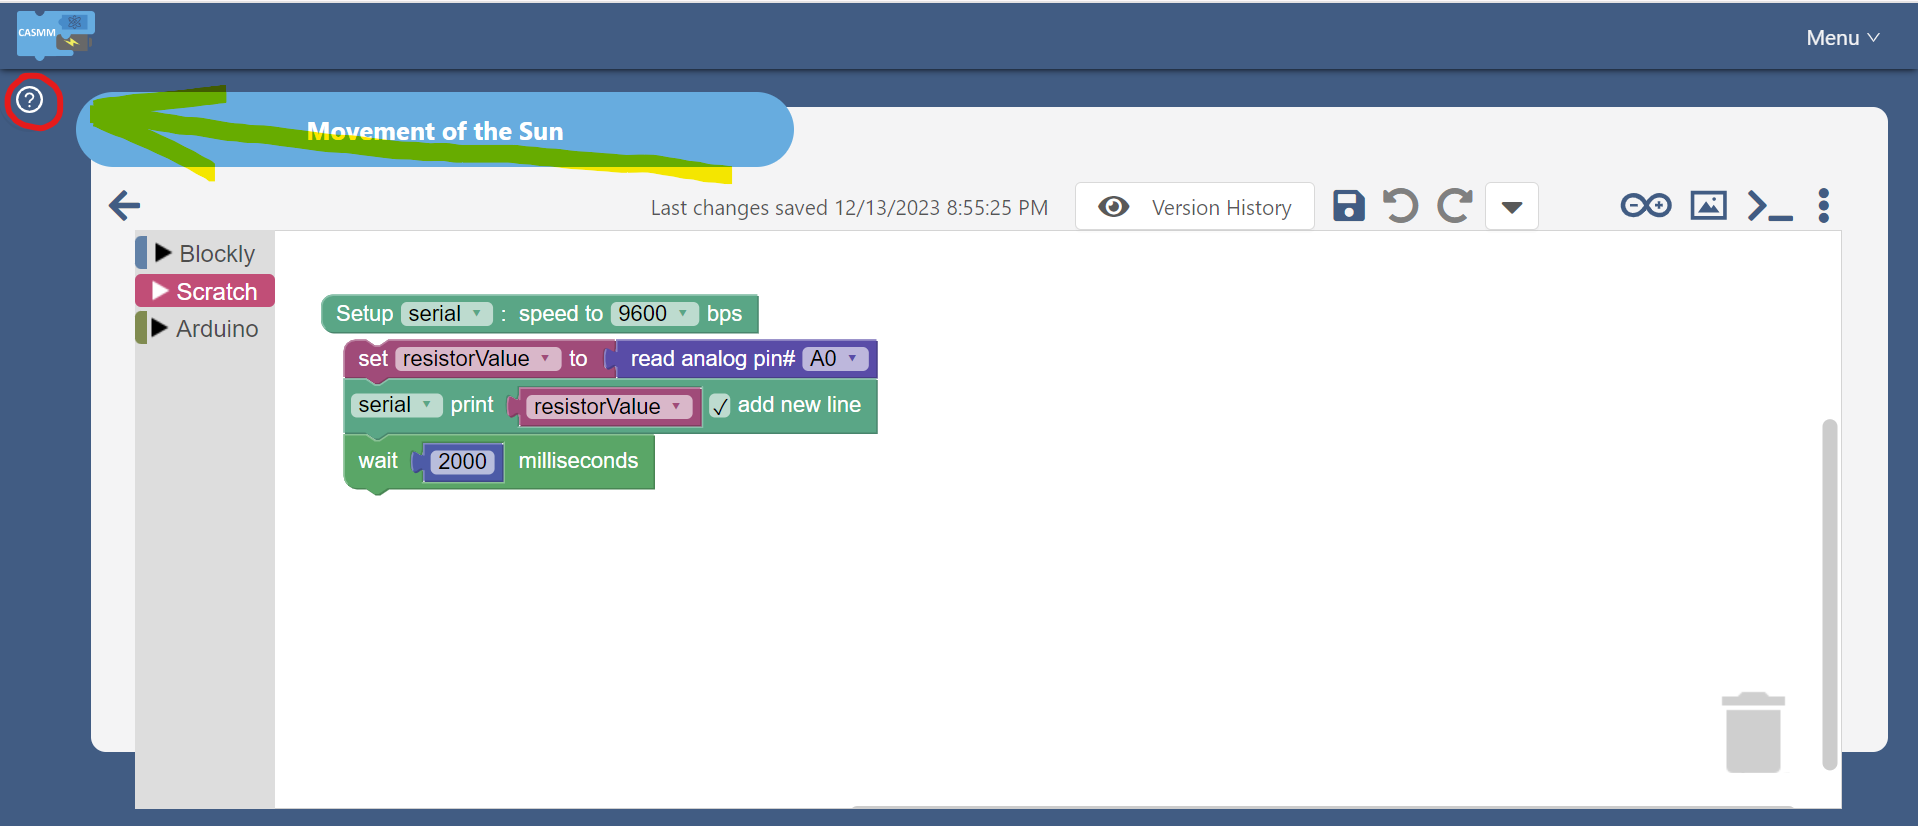 CASMM
Menu
?
Movement of the Sun
Last changes saved 12/13/2023 8:55:25 PM
Version History
Blockly
Scratch
Arduino
Setup serial : speed to 9600 bps
set resistorValue to read analog pin# A0
serial print resistorValue ✓ add new line
wait 2000 milliseconds